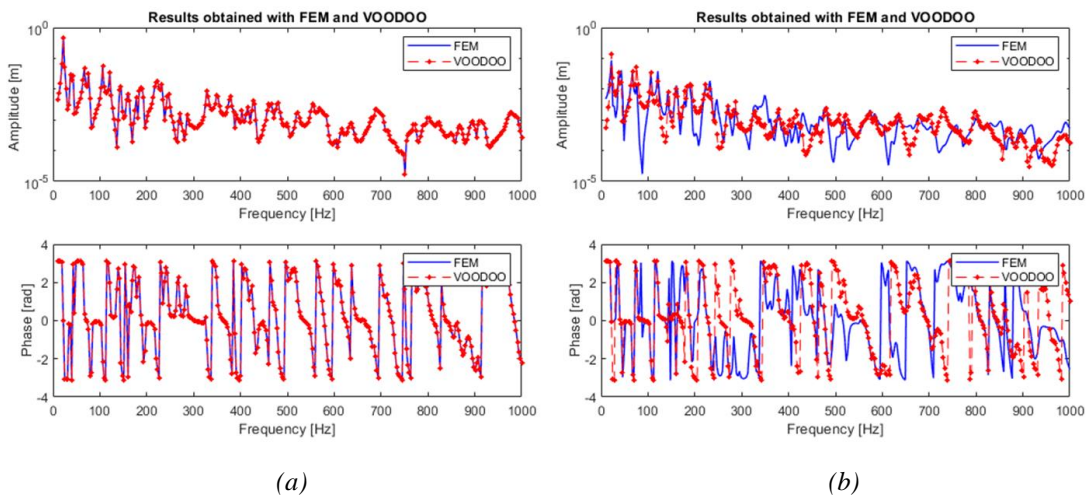 Results obtained with FEM and VOODOO
10^0
10^-5
Amplitude [m]
FEM
VOODOO
0 100 200 300 400 500 600 700 800 900 1000
Frequency [Hz]
4
2
0
-2
-4
Phase [rad]
FEM
VOODOO
0 100 200 300 400 500 600 700 800 900 1000
Frequency [Hz]
(a)
Results obtained with FEM and VOODOO
10^0
10^-5
Amplitude [m]
FEM
VOODOO
0 100 200 300 400 500 600 700 800 900 1000
Frequency [Hz]
4
2
0
-2
-4
Phase [rad]
FEM
VOODOO
0 100 200 300 400 500 600 700 800 900 1000
Frequency [Hz]
(b)